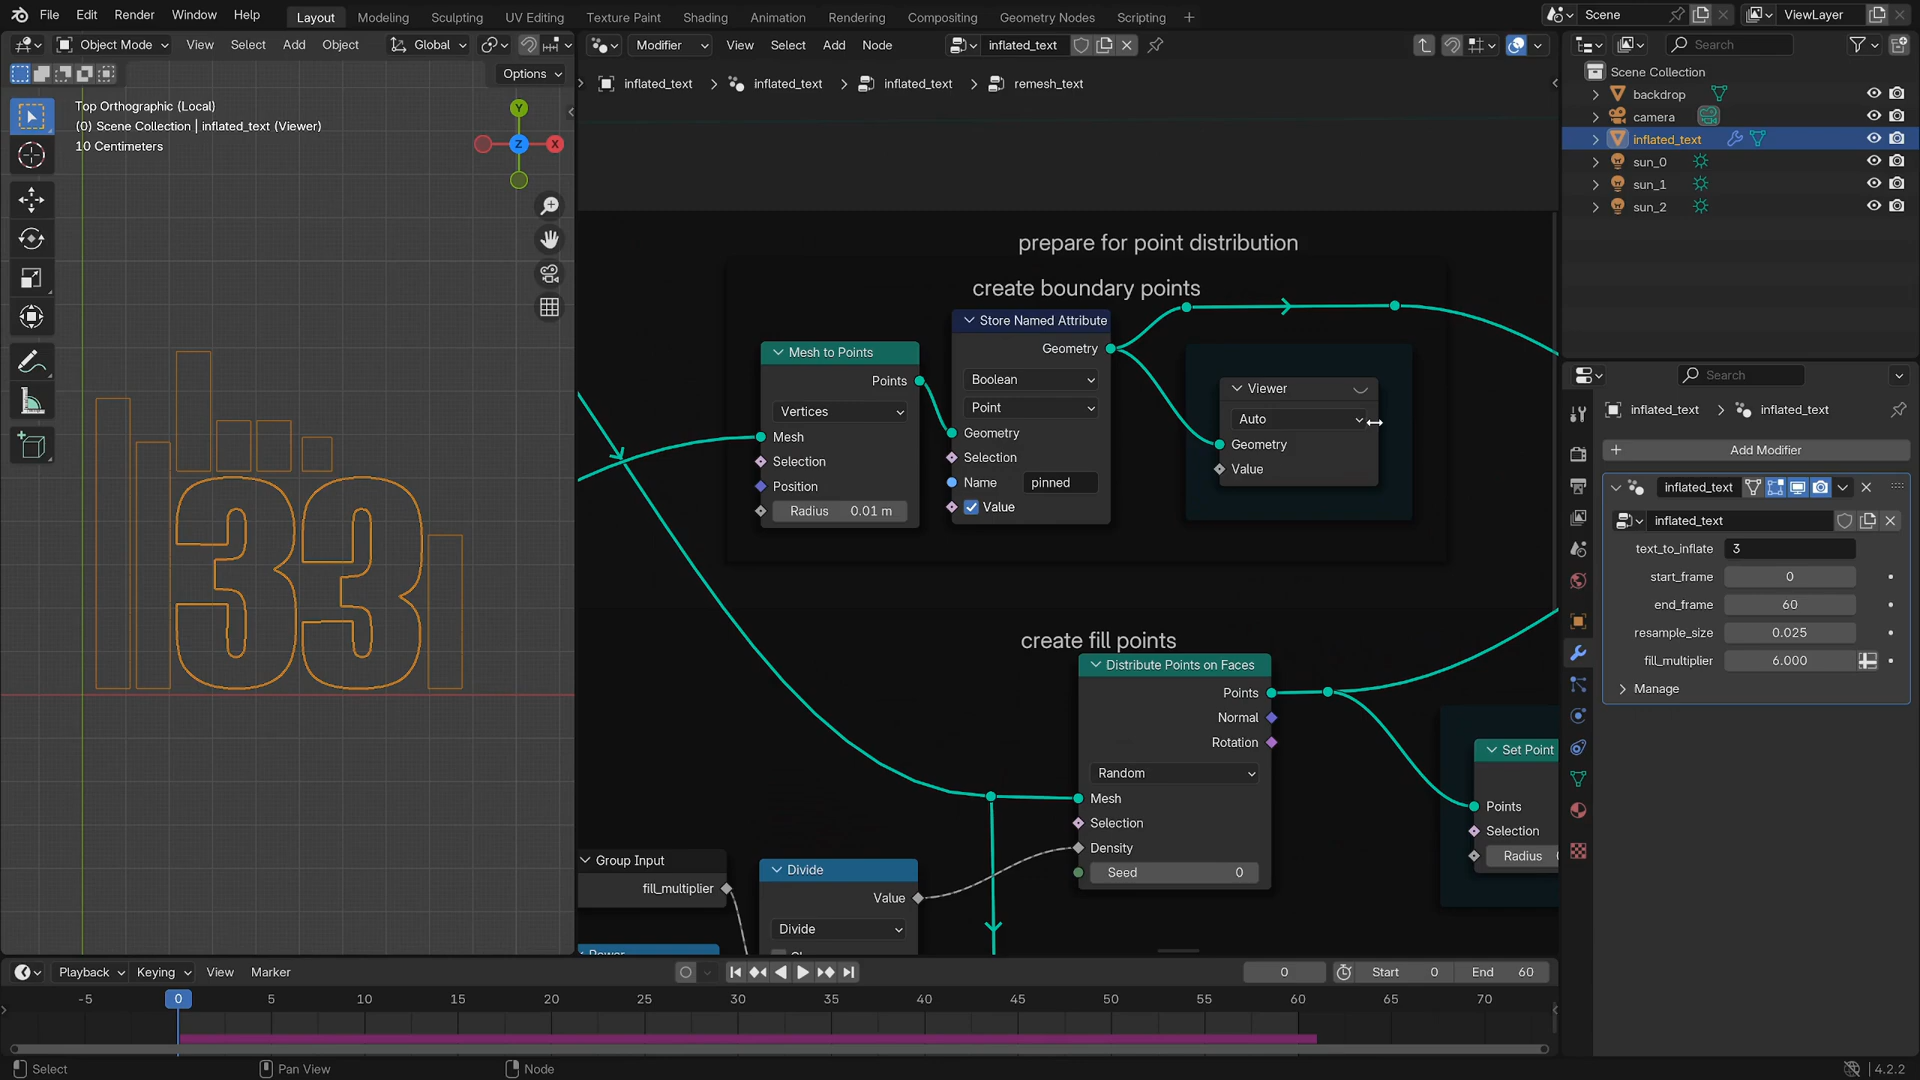 File Edit Render Window Help
Layout Modeling Sculpting UV Editing Texture Paint Shading Animation Rendering Compositing Geometry Nodes Scripting
Scene
ViewLayer
Object Mode View Select Add Object Global
Modifier View Select Add Node inflated_text
Search
Options
inflated_text inflated_text inflated_text remesh_text
Top Orthographic (Local)
(0) Scene Collection | inflated_text (Viewer)
10 Centimeters
Y
X
Z
33
prepare for point distribution
create boundary points
Mesh to Points
Points
Vertices
Mesh
Selection
Position
Radius 0.01 m
Store Named Attribute
Geometry
Boolean
Point
Geometry
Selection
Name pinned
Value
Viewer
Auto
Geometry
Value
create fill points
Distribute Points on Faces
Points
Normal
Rotation
Random
Mesh
Selection
Density
Seed 0
Set Point
Points
Selection
Radius
Group Input
fill_multiplier
Divide
Value
Divide
Scene Collection
backdrop
camera
inflated_text
sun_0
sun_1
sun_2
Search
inflated_text inflated_text
Add Modifier
inflated_text
inflated_text
text_to_inflate 3
start_frame 0
end_frame 60
resample_size 0.025
fill_multiplier 6.000
Manage
Playback Keying View Marker
0 Start 0 End 60
-5 0 5 10 15 20 25 30 35 40 45 50 55 60 65 70
Select Pan View Node 4.2.2